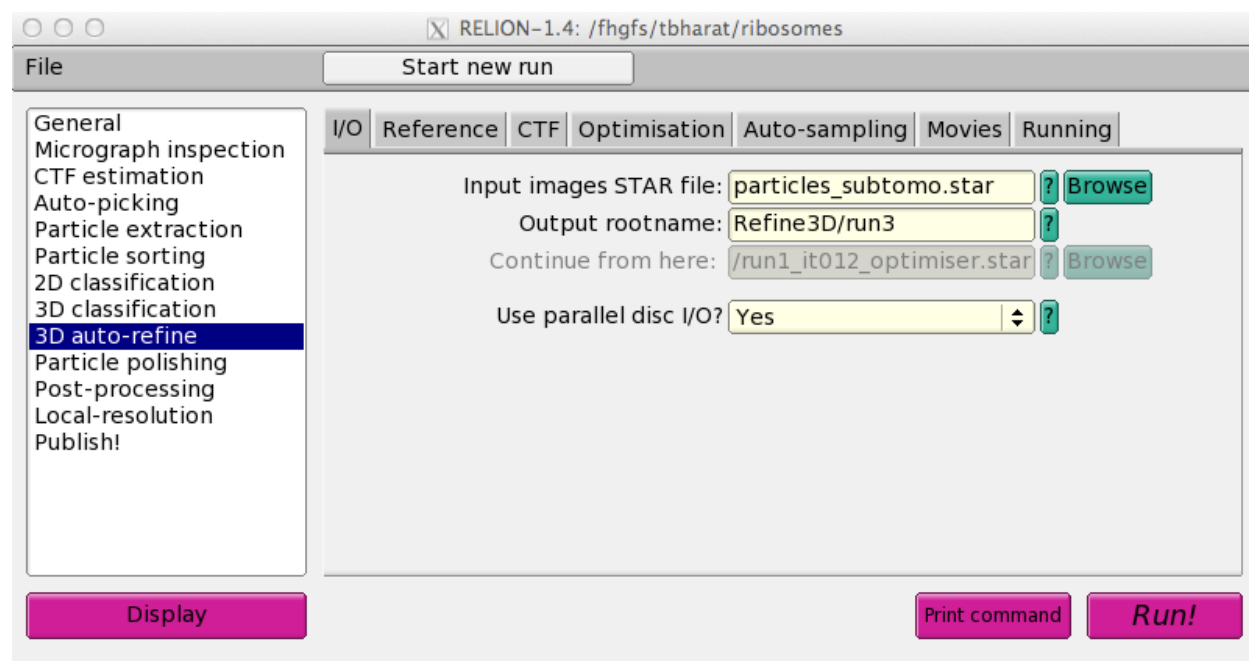 RELION-1.4: /fhgfs/tbharat/ribosomes
File Start new run
General
Micrograph inspection
CTF estimation
Auto-picking
Particle extraction
Particle sorting
2D classification
3D classification
3D auto-refine
Particle polishing
Post-processing
Local-resolution
Publish!
I/O Reference CTF Optimisation Auto-sampling Movies Running
Input images STAR file: particles_subtomo.star ? Browse
Output rootname: Refine3D/run3 ?
Continue from here: /run1_it012_optimiser.star ? Browse
Use parallel disc I/O? Yes ?
Display Print command Run!